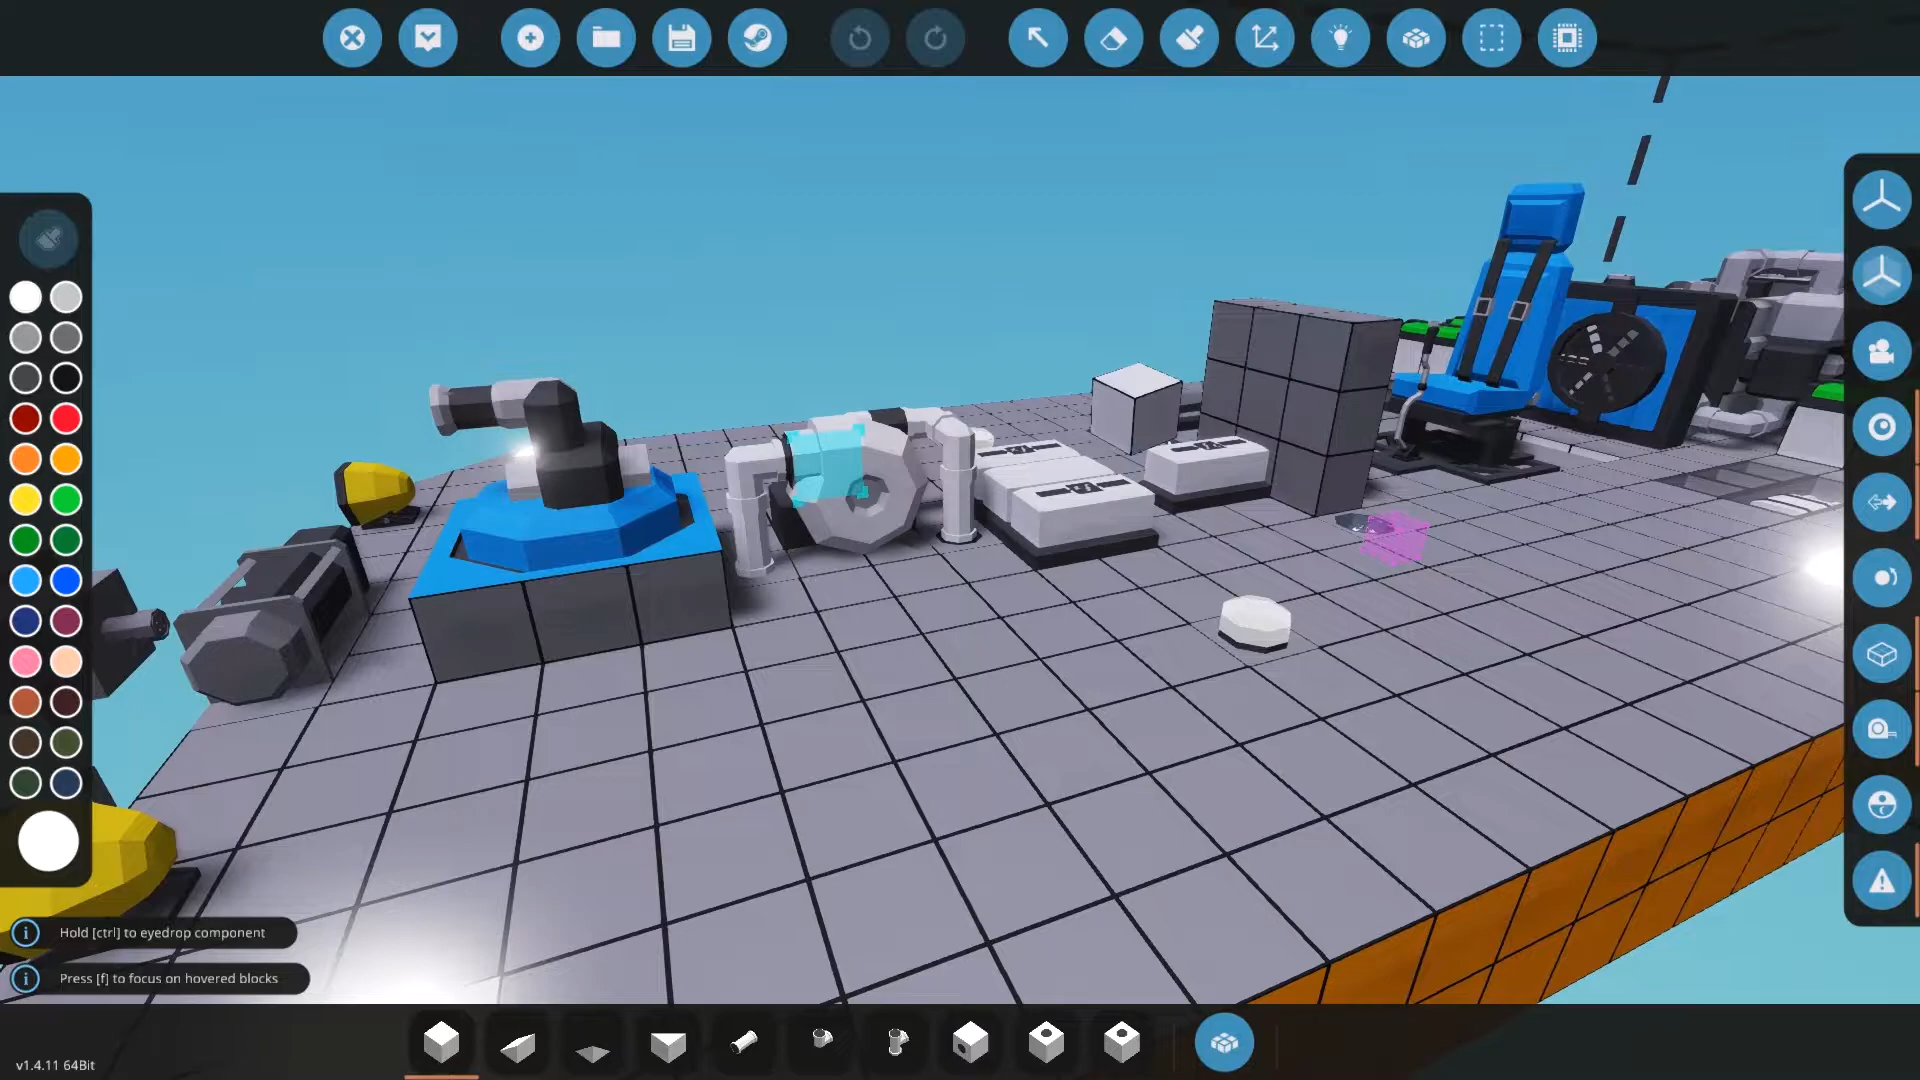 Hold [ctrl] to eyedrop component
Press [f] to focus on hovered blocks
v1.4.11 64Bit